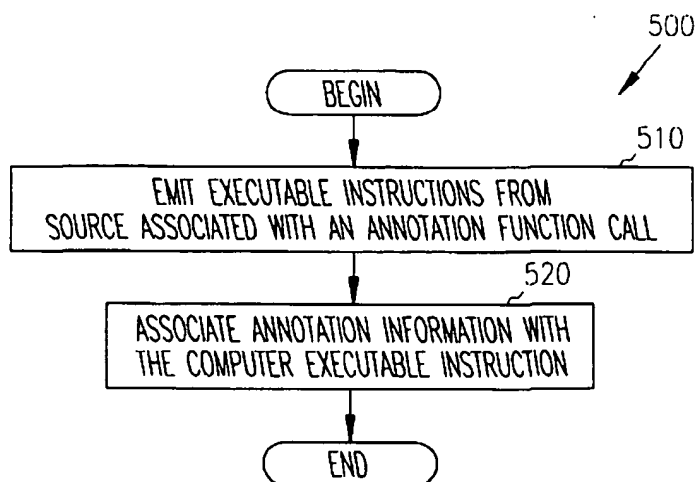 500
BEGIN
510
EMIT EXECUTABLE INSTRUCTIONS FROM
SOURCE ASSOCIATED WITH AN ANNOTATION FUNCTION CALL
520
ASSOCIATE ANNOTATION INFORMATION WITH
THE COMPUTER EXECUTABLE INSTRUCTION
END